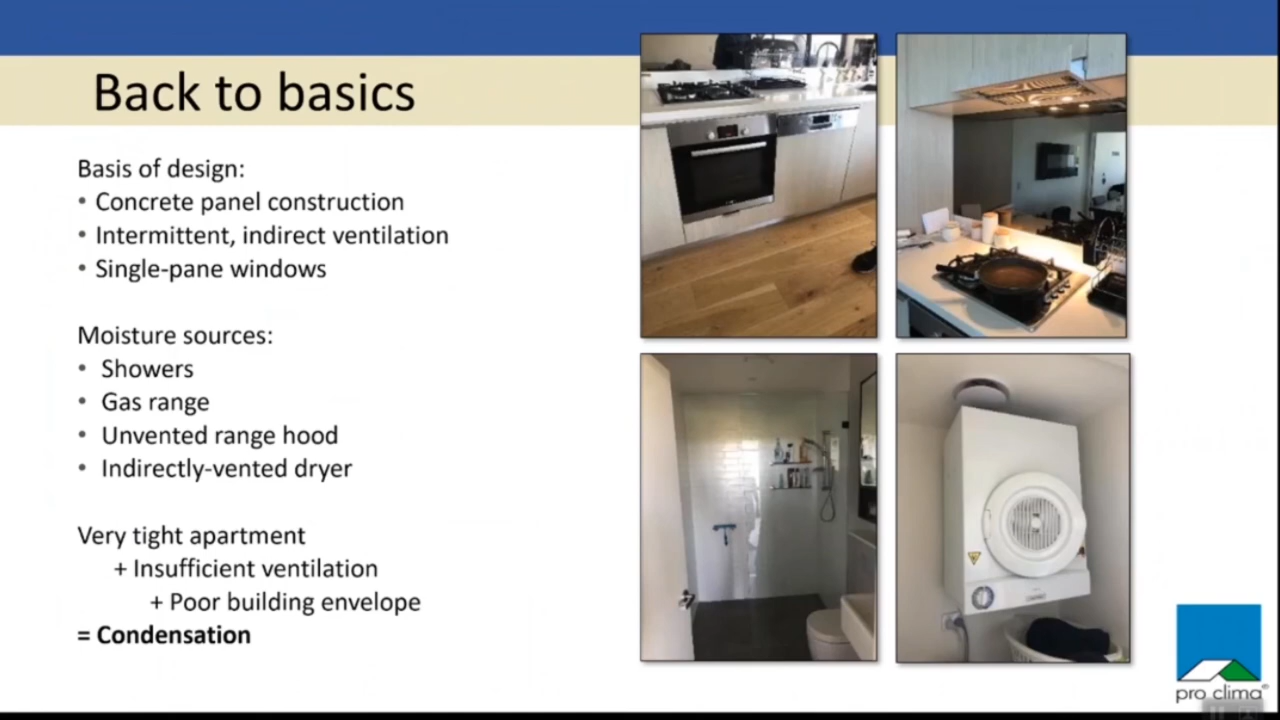 Back to basics
Basis of design:
• Concrete panel construction
• Intermittent, indirect ventilation
• Single-pane windows
Moisture sources:
• Showers
• Gas range
• Unvented range hood
• Indirectly-vented dryer
Very tight apartment
+ Insufficient ventilation
+ Poor building envelope
= Condensation
pro clima®